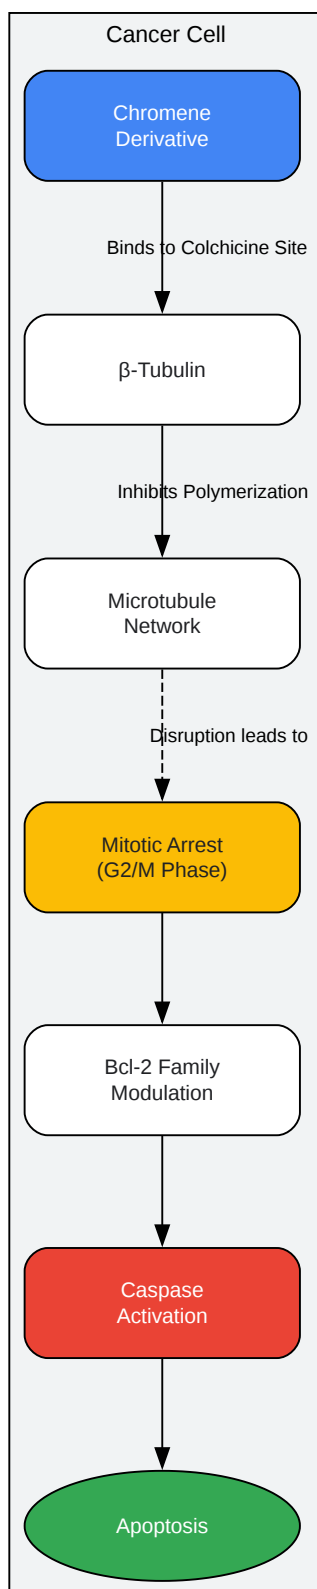 Cancer Cell
Chromene
Derivative
Binds to Colchicine Site
β-Tubulin
Inhibits Polymerization
Microtubule
Network
Disruption leads to
Mitotic Arrest
(G2/M Phase)
Bcl-2 Family
Modulation
Caspase
Activation
Apoptosis